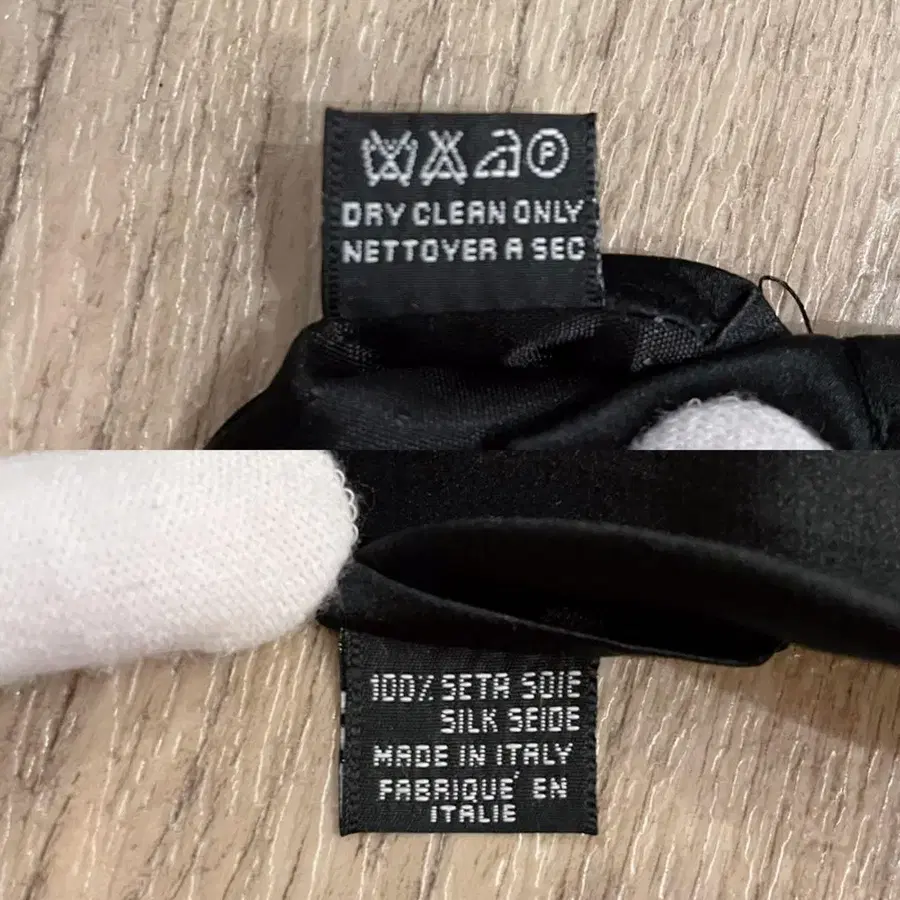 P
DRY CLEAN ONLY
NETTOYER A SEC
100% SETA SOIE
SILK SEIDE
MADE IN ITALY
FABRIQUÉ EN
ITALIE